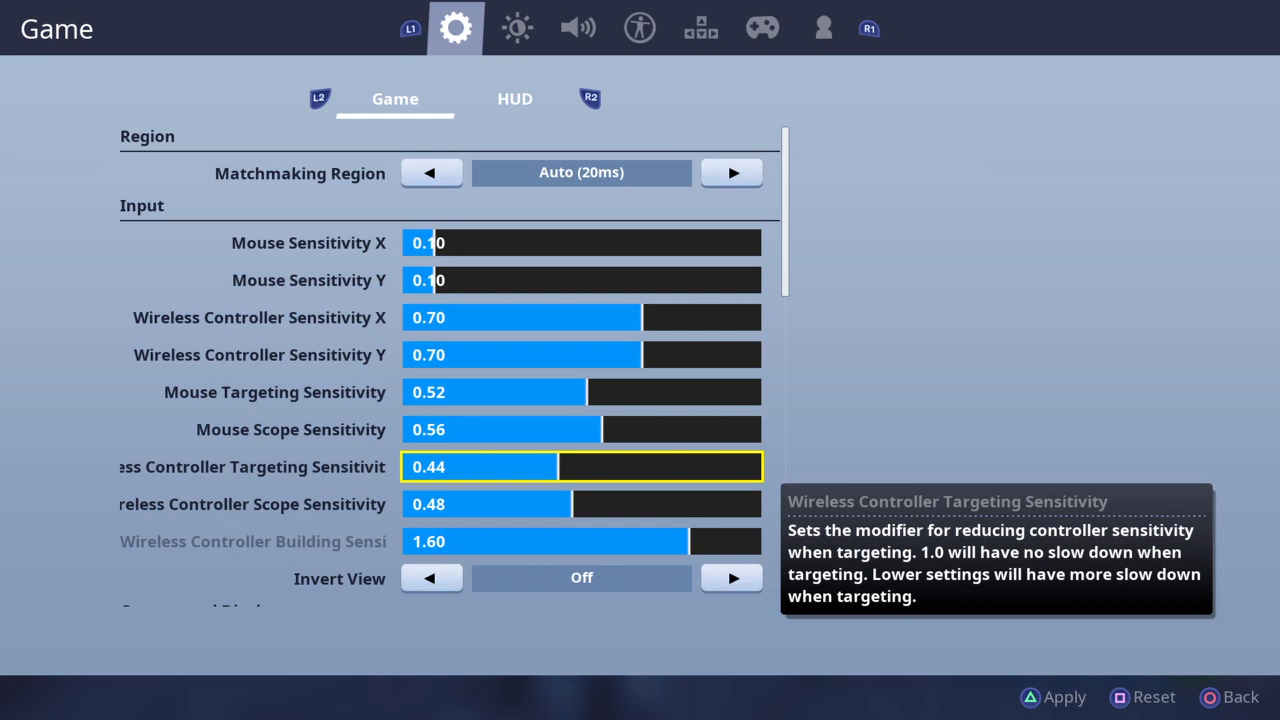 Game
L1
R1
L2
Game
HUD
R2
Region
Matchmaking Region
Auto (20ms)
Input
Mouse Sensitivity X
0.10
Mouse Sensitivity Y
0.10
Wireless Controller Sensitivity X
0.70
Wireless Controller Sensitivity Y
0.70
Mouse Targeting Sensitivity
0.52
Mouse Scope Sensitivity
0.56
ess Controller Targeting Sensitivit
0.44
reless Controller Scope Sensitivity
0.48
Wireless Controller Building Sensi
1.60
Invert View
Off
Wireless Controller Targeting Sensitivity
Sets the modifier for reducing controller sensitivity
when targeting. 1.0 will have no slow down when
targeting. Lower settings will have more slow down
when targeting.
Apply
Reset
Back